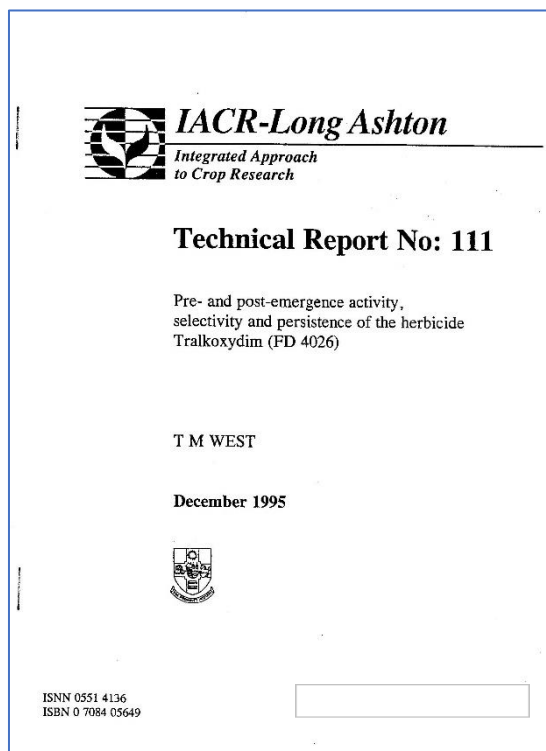 IACR-Long Ashton
Integrated Approach
to Crop Research
Technical Report No: 111
Pre- and post-emergence activity,
selectivity and persistence of the herbicide
Tralkoxydim (FD 4026)
T M WEST
December 1995
ISNN 0551 4136
ISBN 0 7084 05649